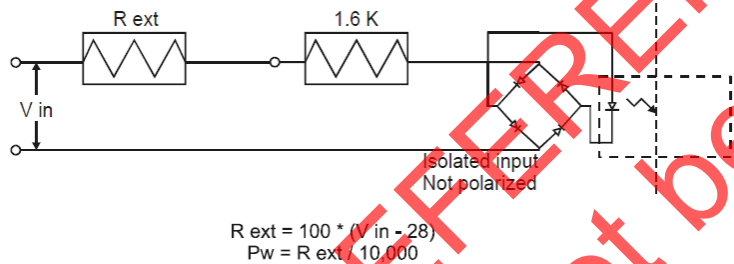 R ext
1.6 K
V in
Isolated input
Not polarized
R ext = 100 * (V in - 28)
Pw = R ext / 10,000